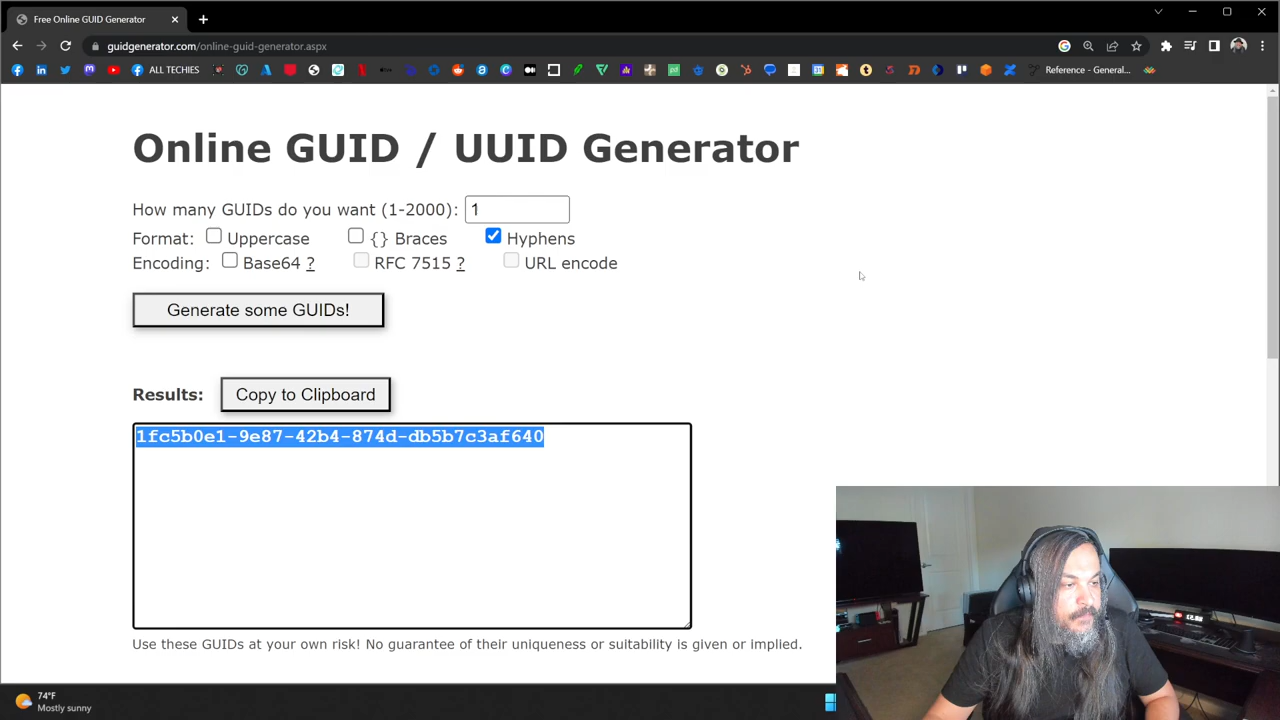 Free Online GUID Generator
guidgenerator.com/online-guid-generator.aspx
ALL TECHIES
Reference - General...
Online GUID / UUID Generator
How many GUIDs do you want (1-2000): 1
Format: Uppercase {} Braces Hyphens
Encoding: Base64 ? RFC 7515 ? URL encode
Generate some GUIDs!
Results: Copy to Clipboard
1fc5b0e1-9e87-42b4-874d-db5b7c3af640
Use these GUIDs at your own risk! No guarantee of their uniqueness or suitability is given or implied.
74°F
Mostly sunny